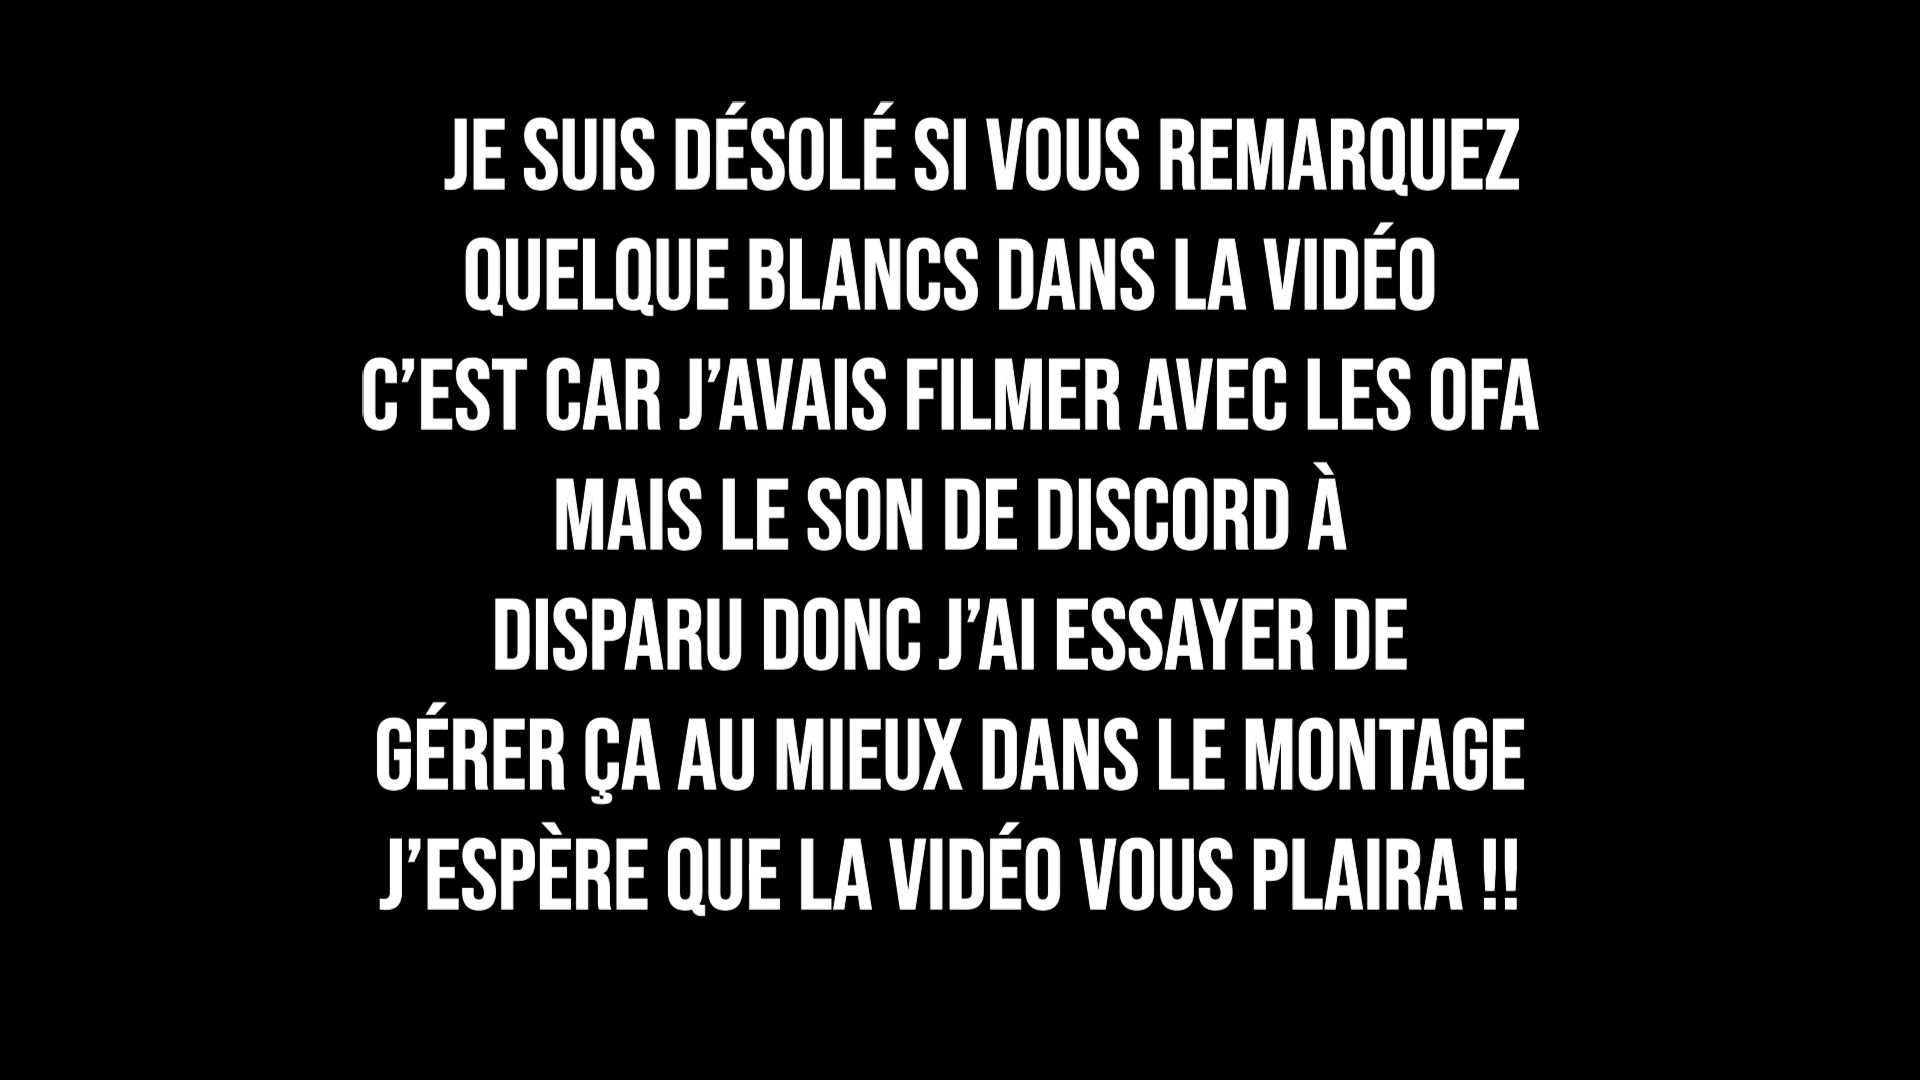 JE SUIS DÉSOLÉ SI VOUS REMARQUEZ
QUELQUE BLANCS DANS LA VIDÉO
C’EST CAR J’AVAIS FILMER AVEC LES OFA
MAIS LE SON DE DISCORD À
DISPARU DONC J’AI ESSAYER DE
GÉRER ÇA AU MIEUX DANS LE MONTAGE
J’ESPÈRE QUE LA VIDÉO VOUS PLAIRA !!